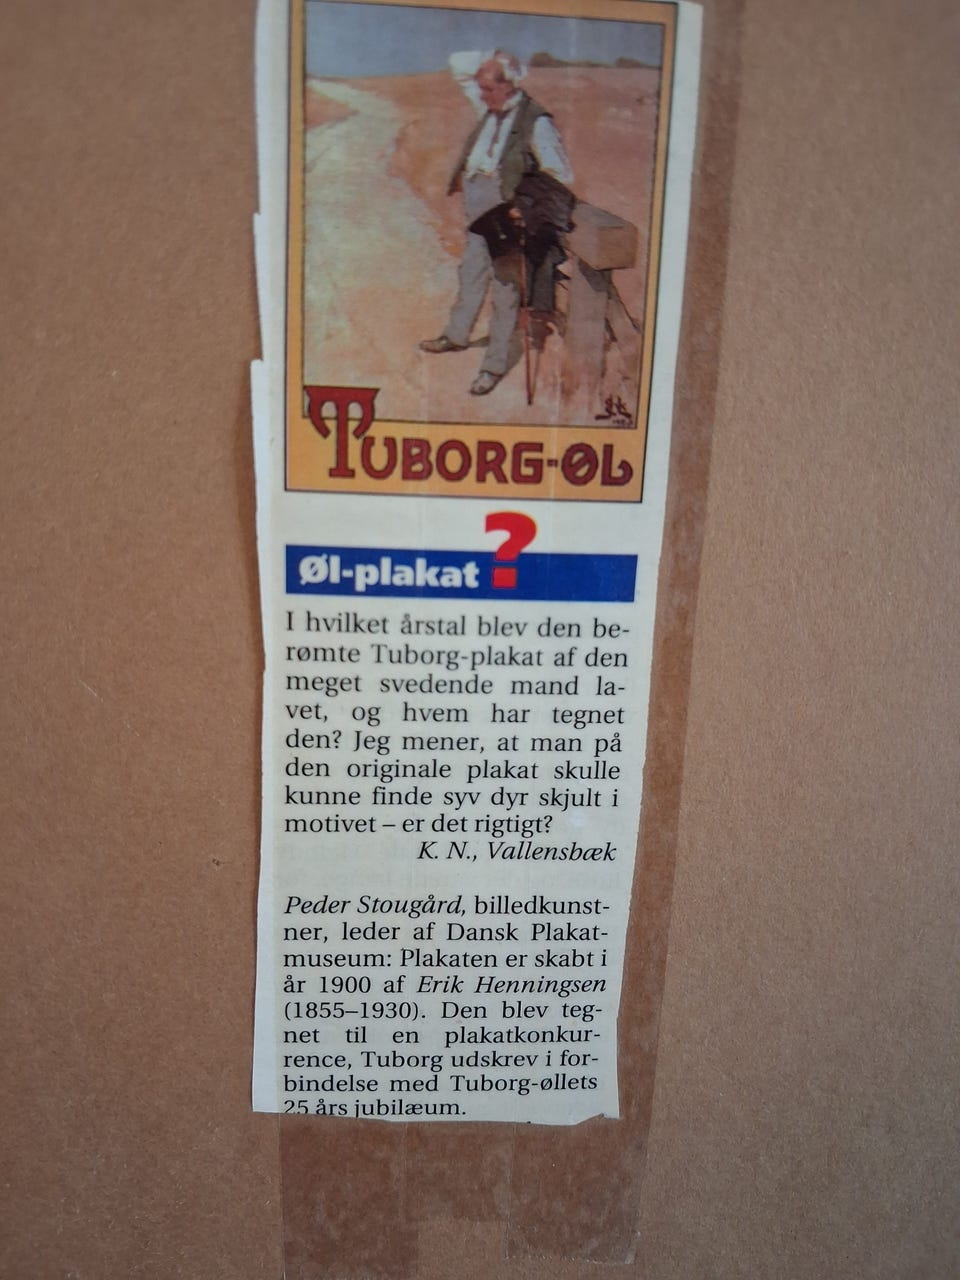 TUBORG-ØL
Øl-plakat ?
I hvilket årstal blev den be-
rømte Tuborg-plakat af den
meget svedende mand la-
vet, og hvem har tegnet
den? Jeg mener, at man på
den originale plakat skulle
kunne finde syv dyr skjult i
motivet – er det rigtigt?
K. N., Vallensbæk
Peder Stougård, billedkunst-
ner, leder af Dansk Plakat-
museum: Plakaten er skabt i
år 1900 af Erik Henningsen
(1855–1930). Den blev teg-
net til en plakatkonkur-
rence, Tuborg udskrev i for-
bindelse med Tuborg-øllets
25 års jubilæum.